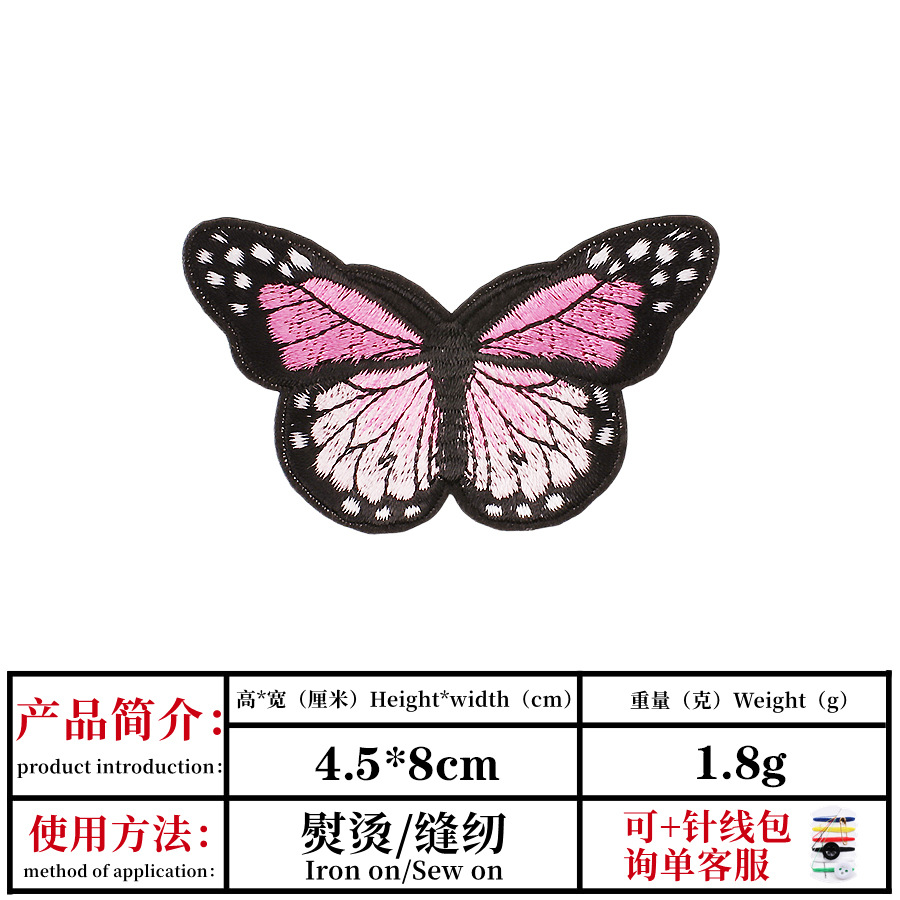 产品简介：
product introduction：
高*宽（厘米）Height*width（cm）
重量（克）Weight（g）
4.5*8cm
1.8g
使用方法：
method of application：
熨烫/缝纫
Iron on/Sew on
可+针线包
询单客服